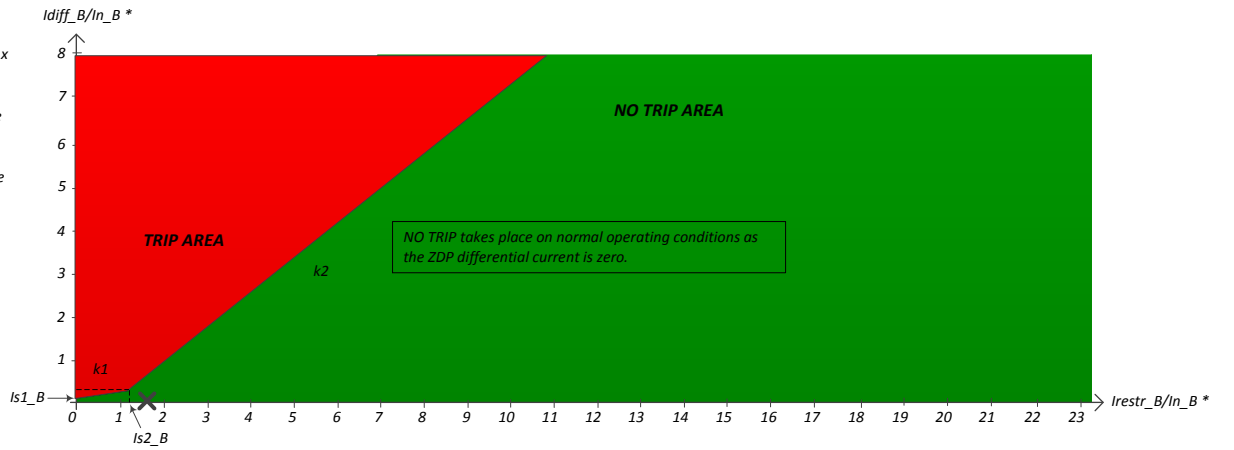 Idiff_B/In_B *
x
8
7
NO TRIP AREA
6
e
5
4
TRIP AREA
NO TRIP takes place on normal operating conditions as
the ZDP differential current is zero.
3
k2
2
1
k1
Is1_B
Irestr_B/In_B *
0 1 2 3 4 5 6 7 8 9 10 11 12 13 14 15 16 17 18 19 20 21 22 23
Is2_B